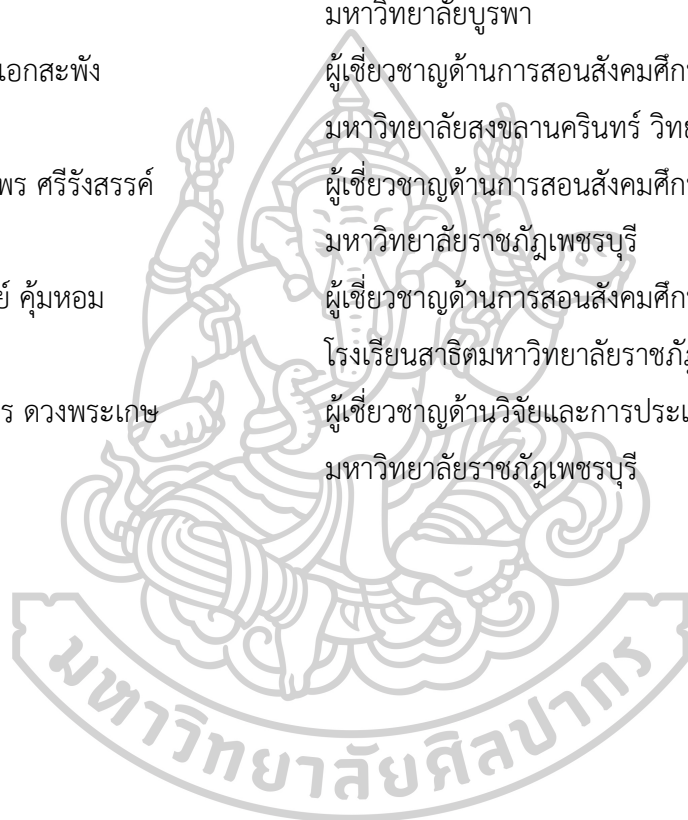 มหาวิทยาลัยบูรพา
เอกสะพัง ผู้เชี่ยวชาญด้านการสอนสังคมศึก
มหาวิทยาลัยสงขลานครินทร์
พร ศรีรังสรรค์ ผู้เชี่ยวชาญด้านการสอนสังคมศึก
มหาวิทยาลัยราชภัฏเพชรบุรี
ย์ คุ้มหอม ผู้เชี่ยวชาญด้านการสอนสังคมศึก
โรงเรียนสาธิตมหาวิทยาลัยราชภั
ร ดวงพระเกษ ผู้เชี่ยวชาญด้านวิจัยและการประเ
มหาวิทยาลัยราชภัฏเพชรบุรี
มหาวิทยาลัยศิลปากร